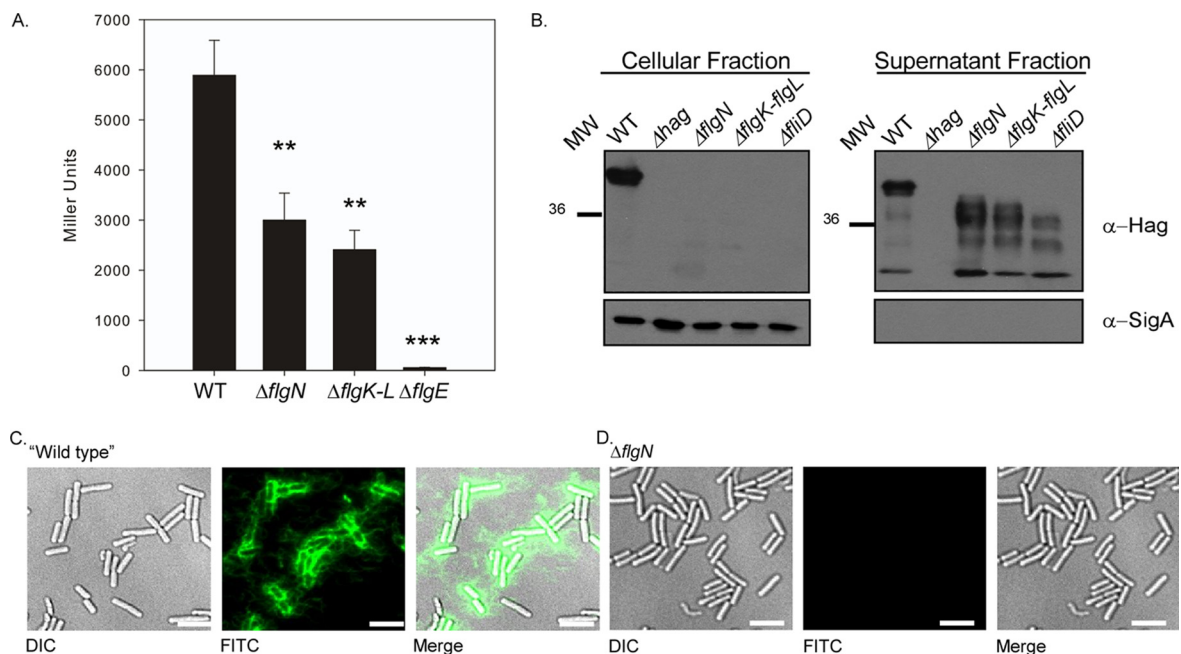 A.
7000
6000
5000
4000
3000
2000
1000
0
Miller Units
**
**
***
WT ΔflgN ΔflgK-L ΔflgE
B.
Cellular Fraction
MW WT Δhag ΔflgN ΔflgK-flgL ΔfliD
36
Supernatant Fraction
MW WT Δhag ΔflgN ΔflgK-flgL ΔfliD
36
α–Hag
α–SigA
C. "Wild type"
DIC FITC Merge
D. ΔflgN
DIC FITC Merge